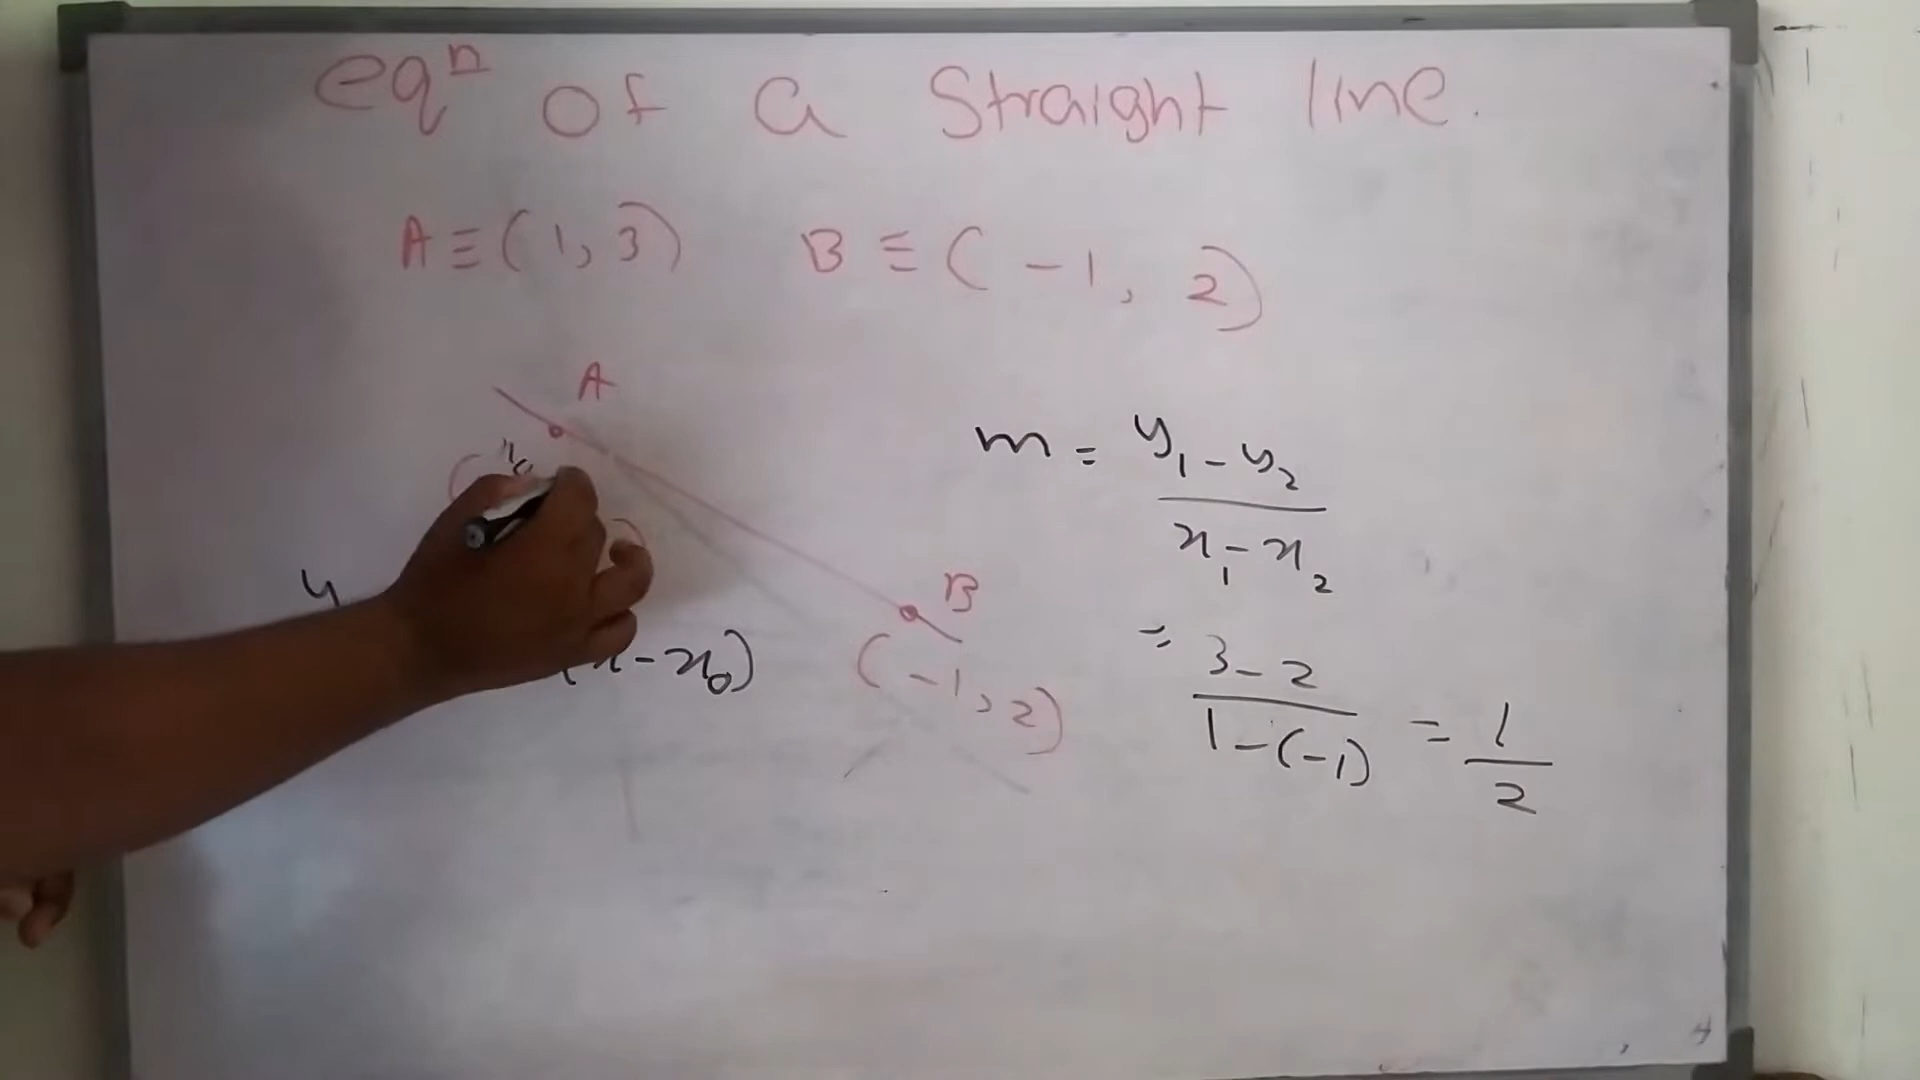 eqⁿ of a straight line.
A ≡ (1, 3) B ≡ ( -1, 2)
A
m = y₁ - y₂
x₁ - x₂
B
y
x - x₀)
( -1, 2)
= 3 - 2
1 - (-1)
= 1
2